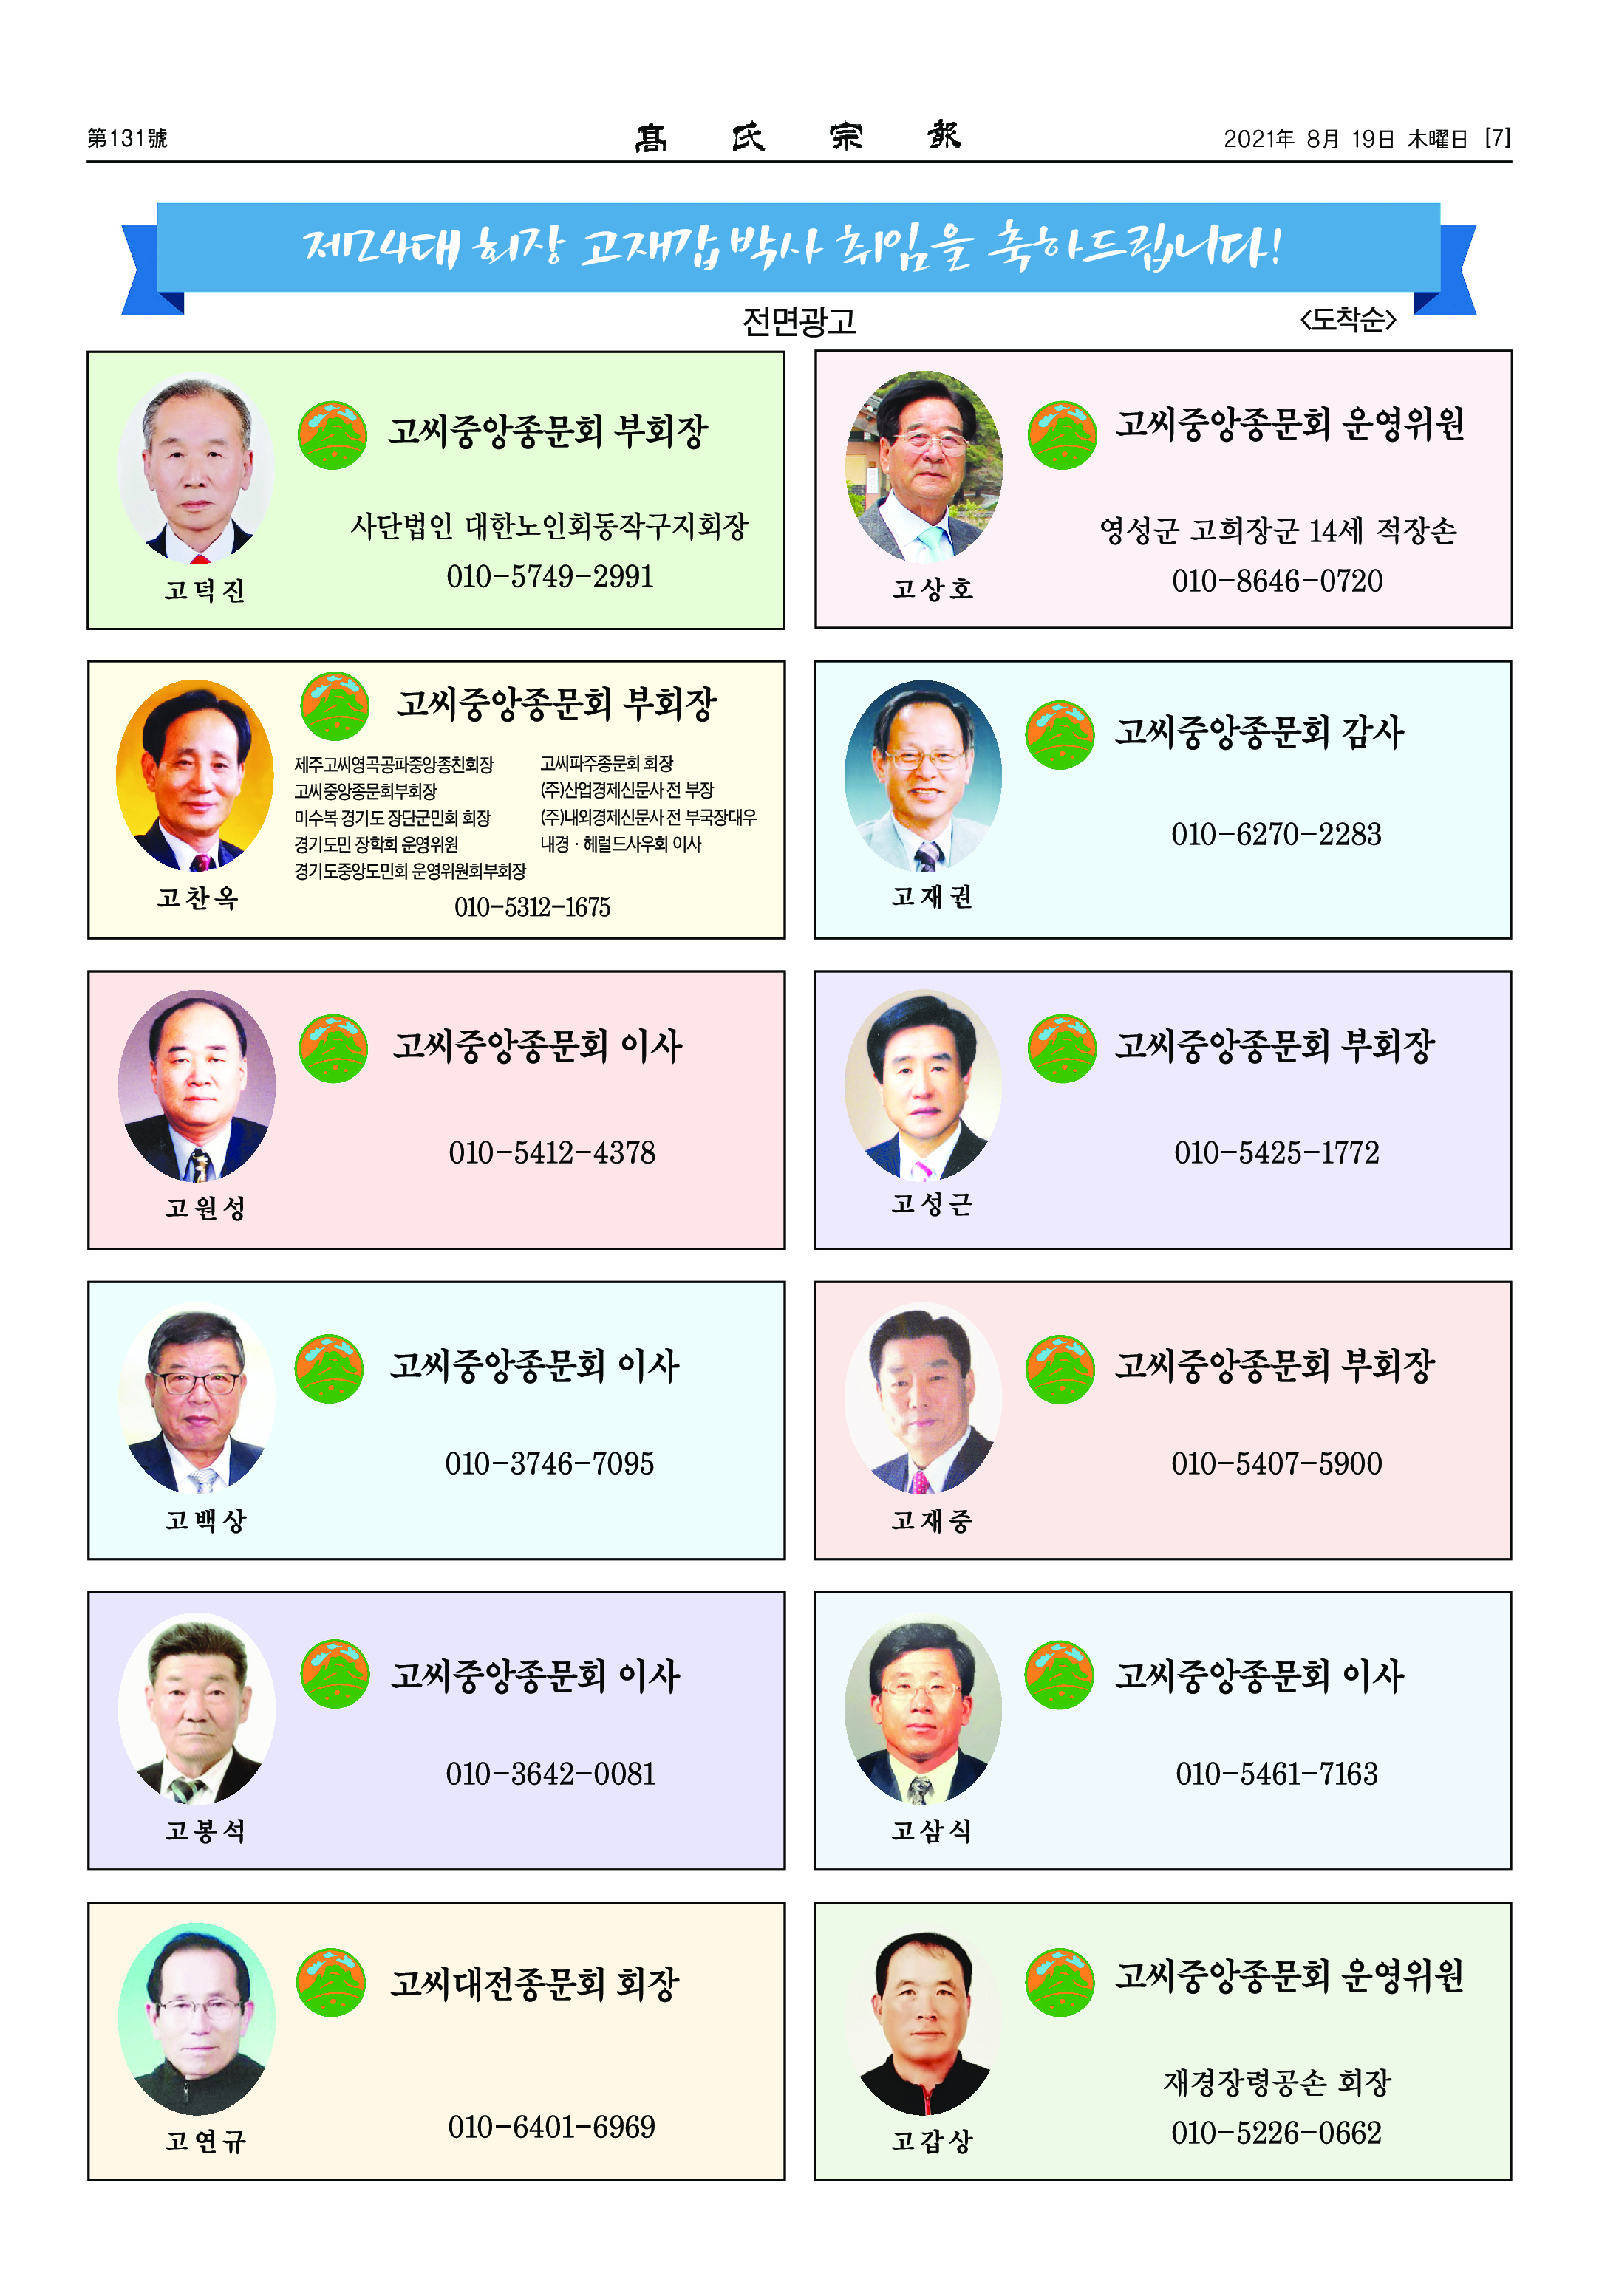 第131號
髙氏宗報
2021年 8月 19日 木曜日 [7]
제24대 회장 고재갑 박사 취임을 축하드립니다!
전면광고
<도착순>
고씨중앙종문회 부회장
사단법인 대한노인회동작구지회장
010-5749-2991
고덕진
고씨중앙종문회 운영위원
영성군 고희장군 14세 적장손
010-8646-0720
고상호
고씨중앙종문회 부회장
제주고씨영곡공파중앙종친회장
고씨중앙종문회부회장
미수복 경기도 장단군민회 회장
경기도민 장학회 운영위원
경기도중앙도민회 운영위원회부회장
고씨파주종문회 회장
(주)산업경제신문사 전 부장
(주)내외경제신문사 전 부국장대우
내경 · 헤럴드사우회 이사
010-5312-1675
고찬옥
고씨중앙종문회 감사
010-6270-2283
고재권
고씨중앙종문회 이사
010-5412-4378
고원성
고씨중앙종문회 부회장
010-5425-1772
고성근
고씨중앙종문회 이사
010-3746-7095
고백상
고씨중앙종문회 부회장
010-5407-5900
고재중
고씨중앙종문회 이사
010-3642-0081
고봉석
고씨중앙종문회 이사
010-5461-7163
고삼식
고씨대전종문회 회장
010-6401-6969
고연규
고씨중앙종문회 운영위원
재경장령공손 회장
010-5226-0662
고갑상